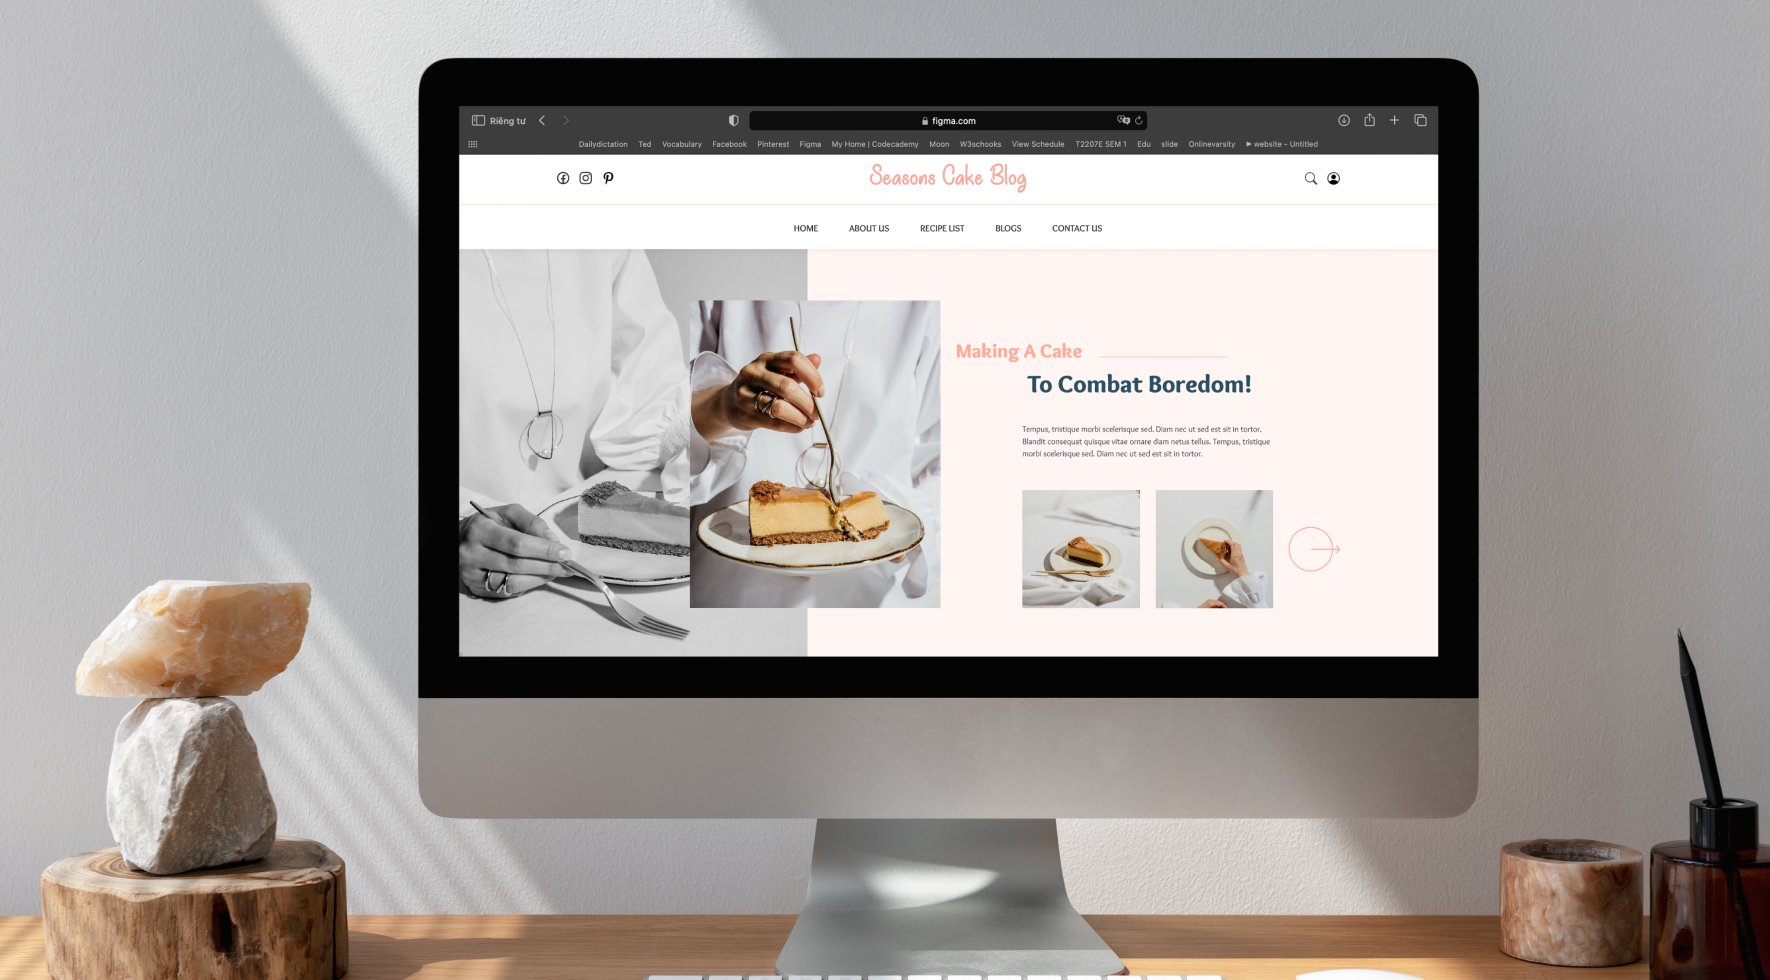 Riêng tư
figma.com
Dailydictation Ted Vocabulary Facebook Pinterest Figma My Home | Codecademy Moon W3schooks View Schedule T2207E SEM 1 Edu slide Onlinevarsity ▶ website - Untitled
Seasons Cake Blog
HOME ABOUT US RECIPE LIST BLOGS CONTACT US
Making A Cake
To Combat Boredom!
Tempus, tristique morbi scelerisque sed. Diam nec ut sed est sit in tortor.
Blandit consequat quisque vitae ornare diam netus tellus. Tempus, tristique
morbi scelerisque sed. Diam nec ut sed est sit in tortor.